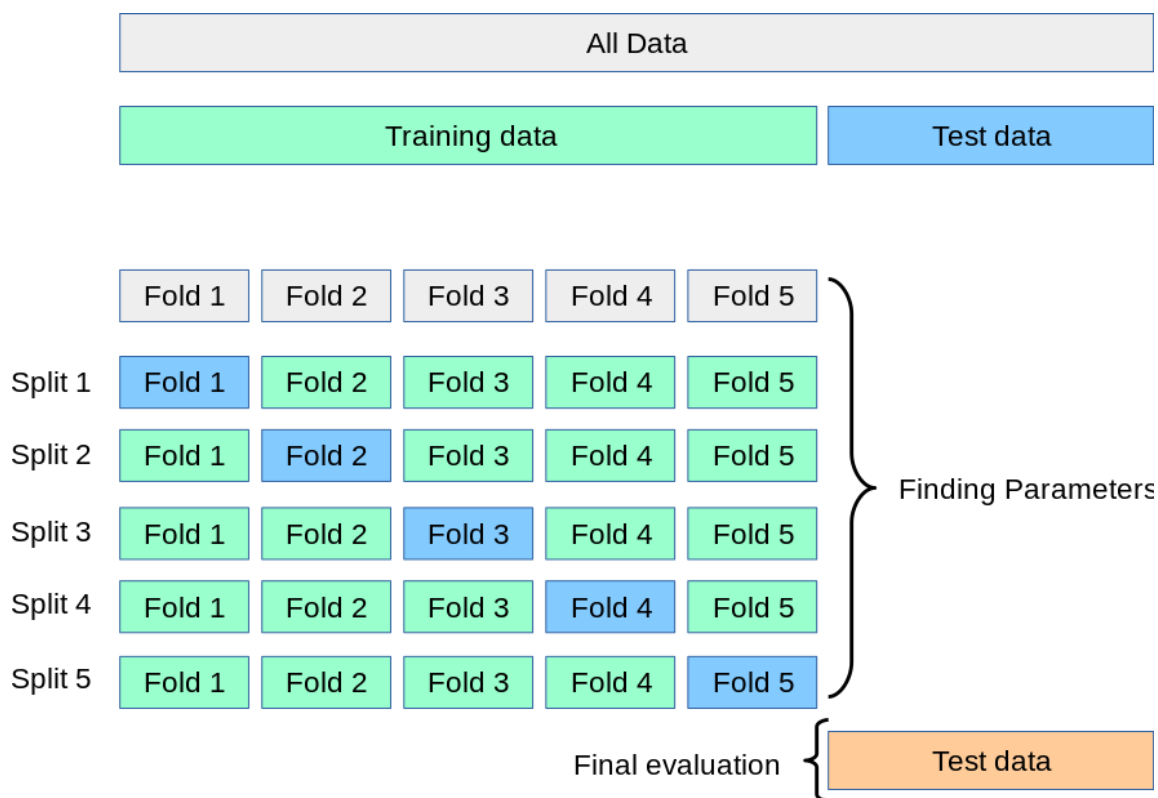 All Data
Training data Test data
Fold 1 Fold 2 Fold 3 Fold 4 Fold 5
Split 1 Fold 1 Fold 2 Fold 3 Fold 4 Fold 5
Split 2 Fold 1 Fold 2 Fold 3 Fold 4 Fold 5
Finding Parameters
Split 3 Fold 1 Fold 2 Fold 3 Fold 4 Fold 5
Split 4 Fold 1 Fold 2 Fold 3 Fold 4 Fold 5
Split 5 Fold 1 Fold 2 Fold 3 Fold 4 Fold 5
Final evaluation Test data